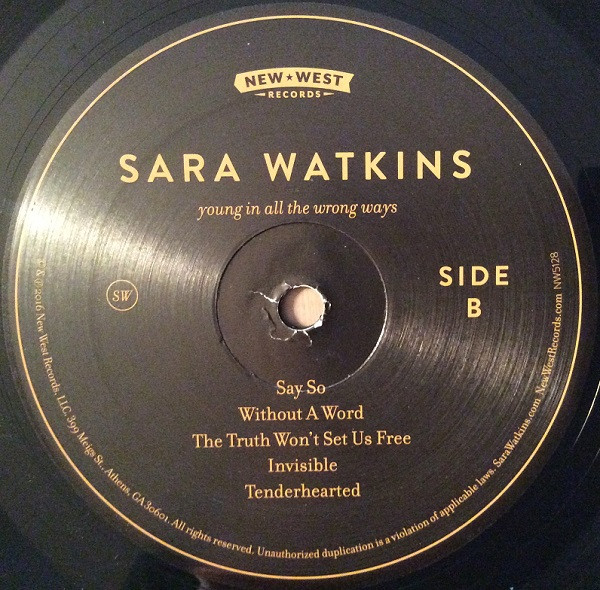 NEW★WEST
RECORDS
SARA WATKINS
young in all the wrong ways
SW
SIDE
B
NW5128
Say So
Without A Word
The Truth Won't Set Us Free
Invisible
Tenderhearted
© & ℗ 2016 New West Records, LLC. 399 Meigs St., Athens, GA 30601. All rights reserved. Unauthorized duplication is a violation of applicable laws. SaraWatkins.com NewWestRecords.com